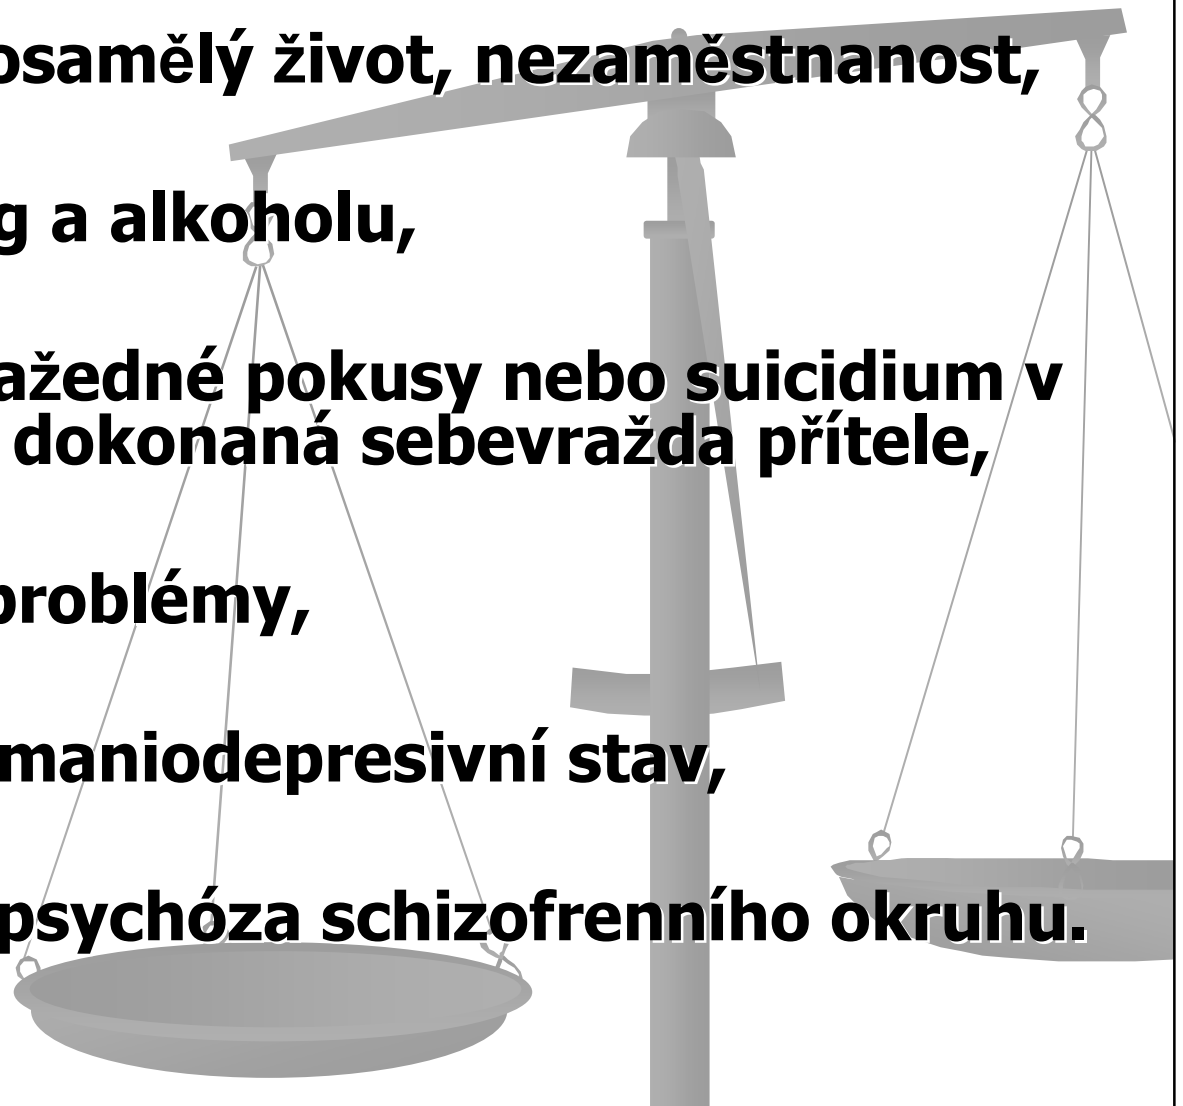 osamělý život, nezaměstnanost,
g a alkoholu,
ažedné pokusy nebo suicidium v
dokonaná sebevražda přítele,
problémy,
maniodepresivní stav,
psychóza schizofrenního okruhu.